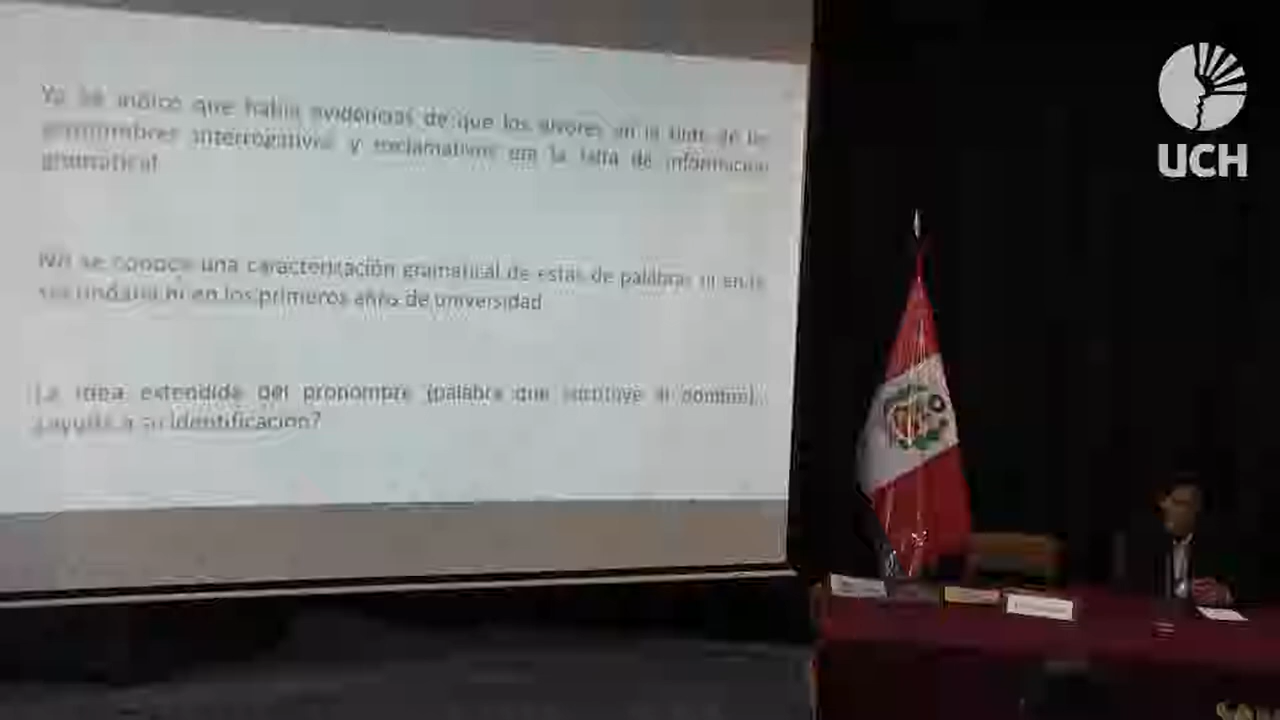 Ya se indicó que había evidencias de que los errores en la tilde de los
pronombres interrogativos y exclamativos era la falta de información
gramatical
No se conoce una caracterización gramatical de estas de palabras ni en la
secundaria ni en los primeros años de universidad
La idea extendida del pronombre (palabra que sustituye al nombre)...
¿ayuda a su identificación?
UCH